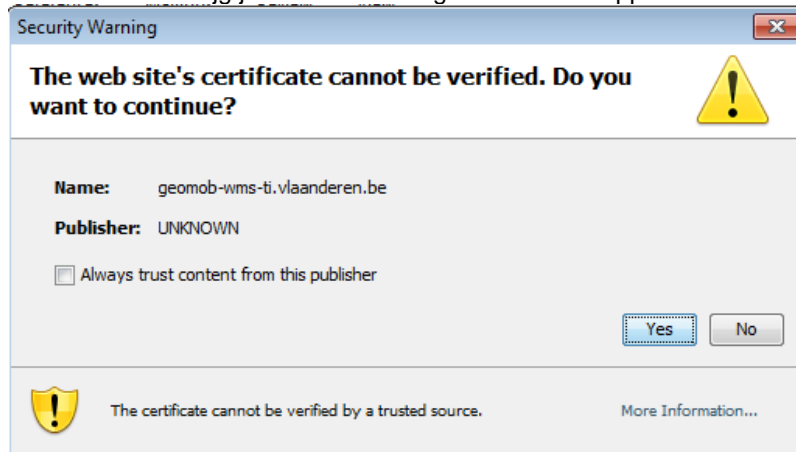 Security Warning
The web site's certificate cannot be verified. Do you
want to continue?
Name: geomob-wms-ti.vlaanderen.be
Publisher: UNKNOWN
Always trust content from this publisher
Yes No
The certificate cannot be verified by a trusted source. More Information...